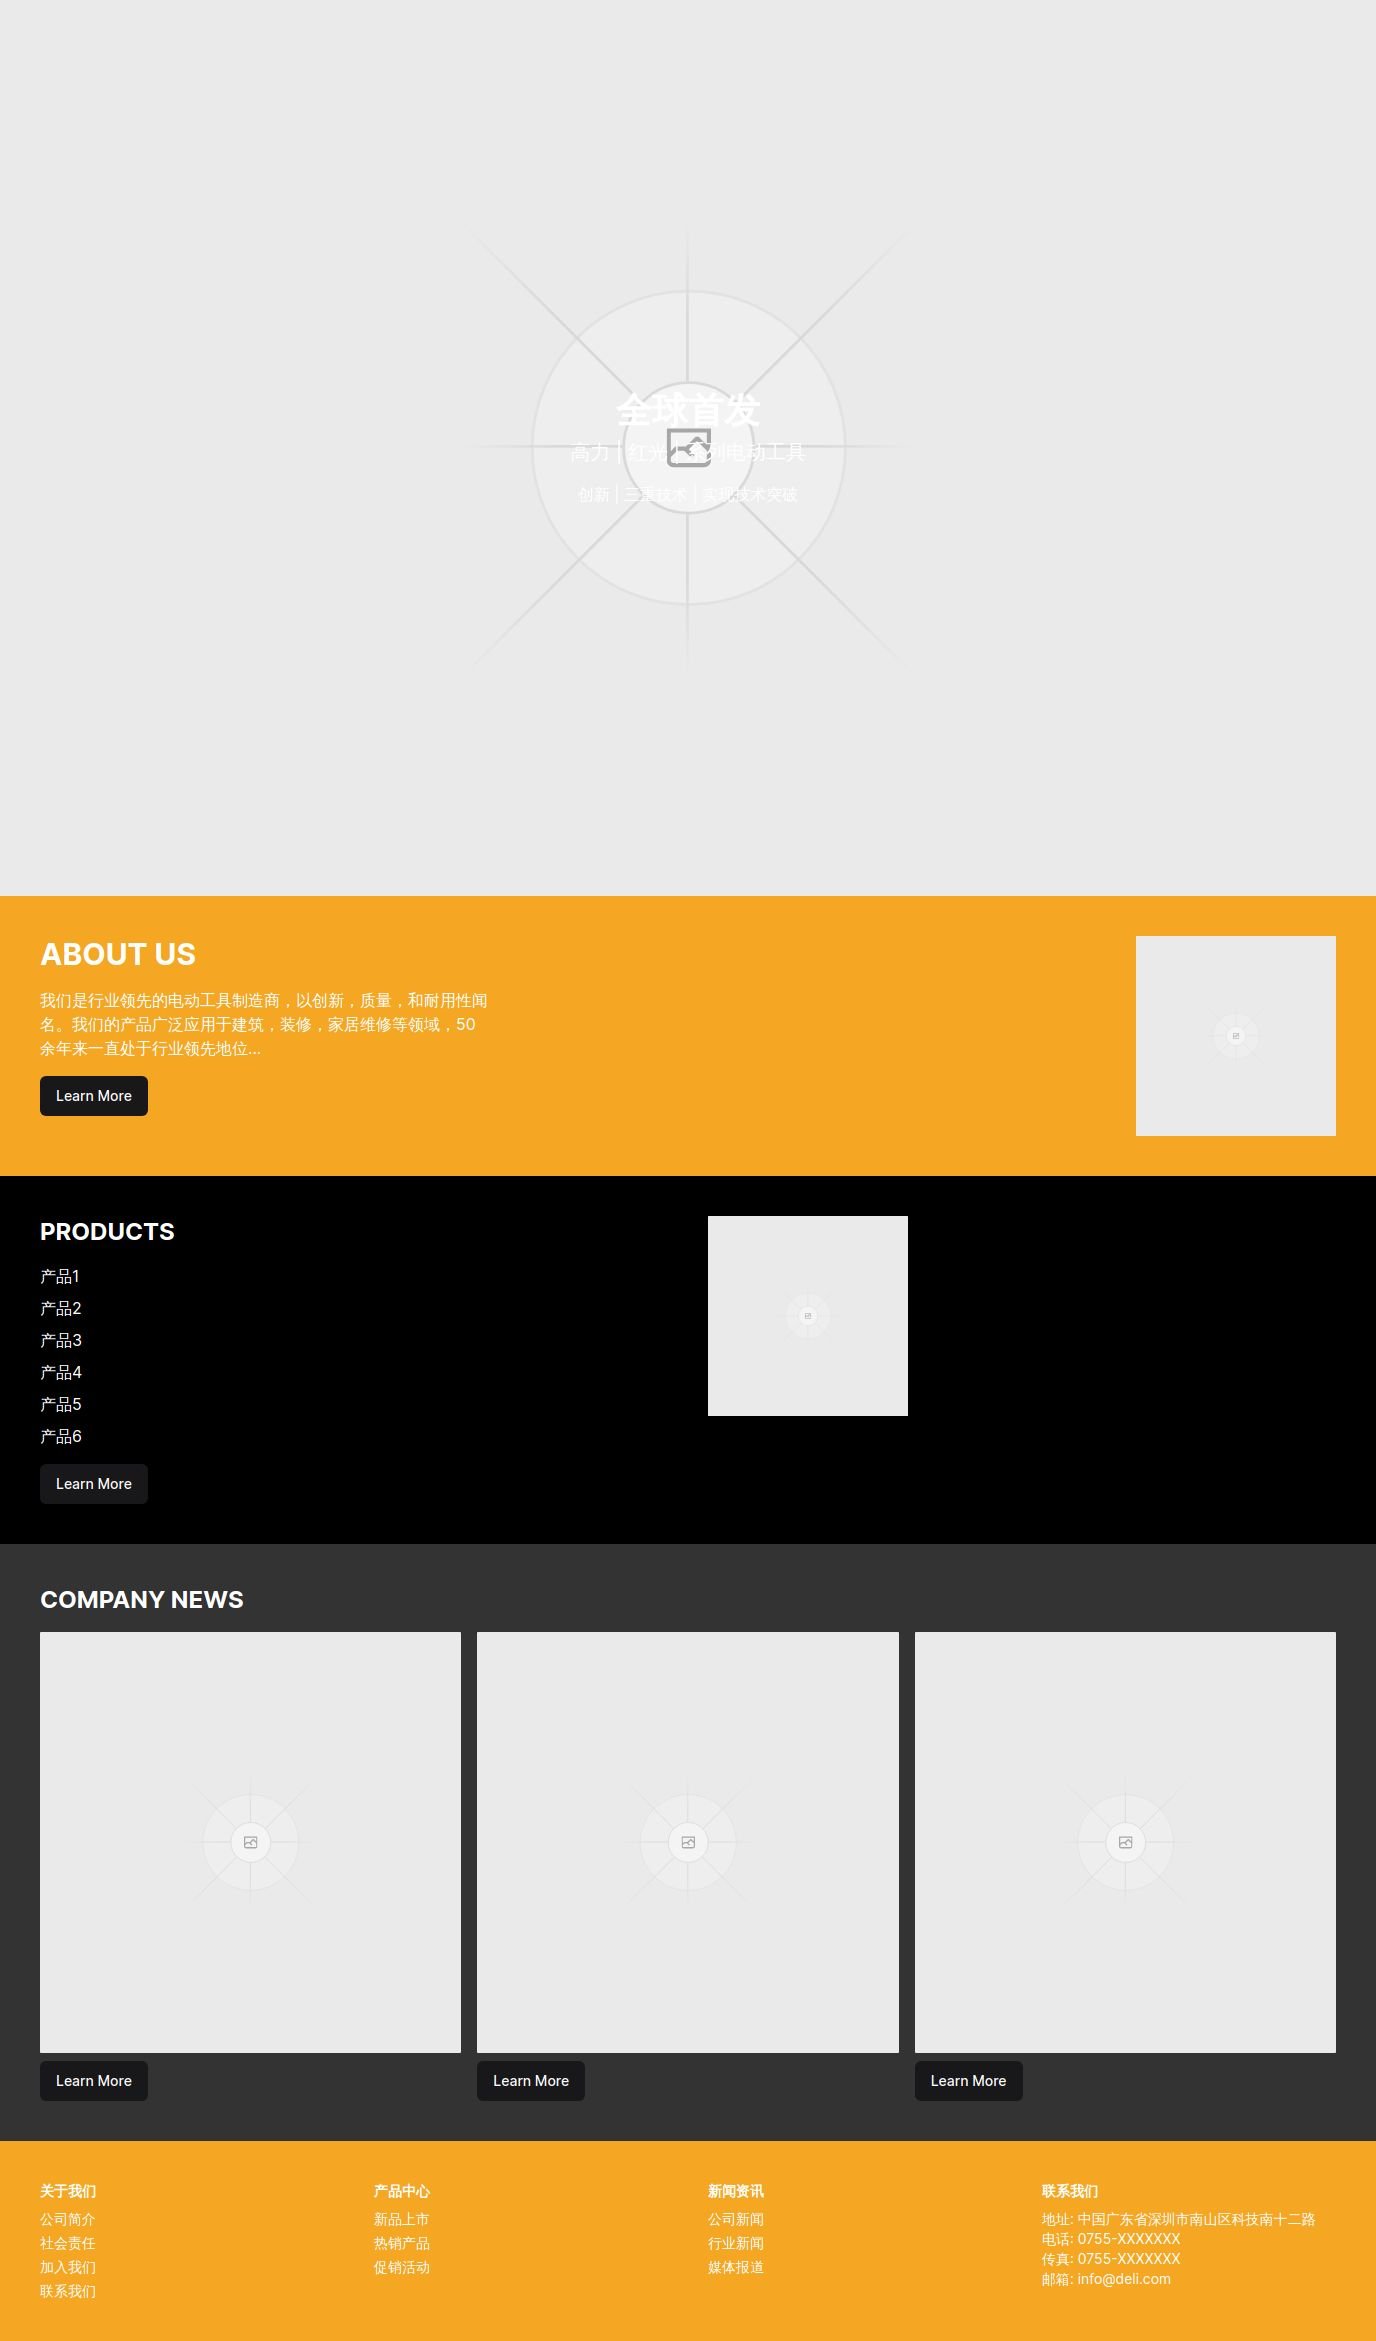 全球首发
高力 | 红光 | 系列电动工具
创新 | 三重技术 | 实现技术突破
ABOUT US
我们是行业领先的电动工具制造商，以创新，质量，和耐用性闻
名。我们的产品广泛应用于建筑，装修，家居维修等领域，50
余年来一直处于行业领先地位...
Learn More
PRODUCTS
产品1
产品2
产品3
产品4
产品5
产品6
Learn More
COMPANY NEWS
Learn More
Learn More
Learn More
关于我们
公司简介
社会责任
加入我们
联系我们
产品中心
新品上市
热销产品
促销活动
新闻资讯
公司新闻
行业新闻
媒体报道
联系我们
地址: 中国广东省深圳市南山区科技南十二路
电话: 0755-XXXXXXX
传真: 0755-XXXXXXX
邮箱: info@deli.com